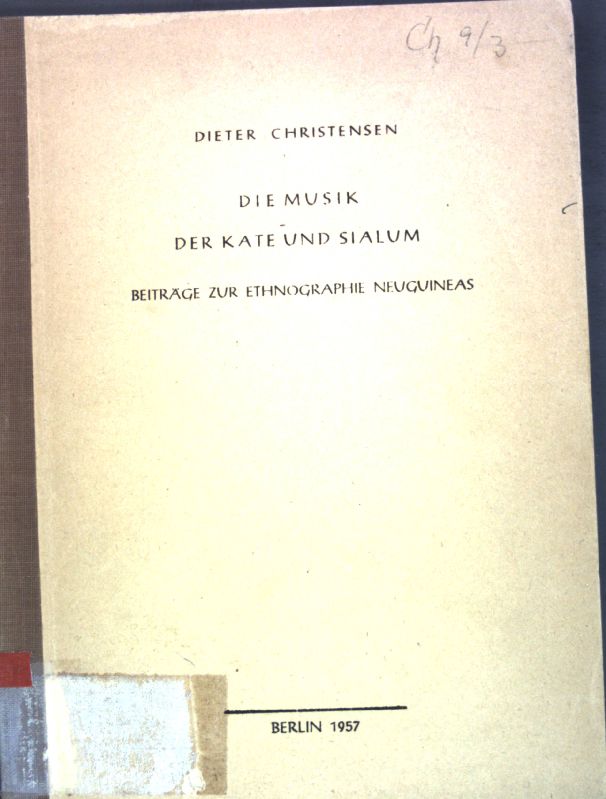 Ch 9/3
DIETER CHRISTENSEN
DIE MUSIK
DER KATE UND SIALUM
BEITRÄGE ZUR ETHNOGRAPHIE NEUGUINEAS
BERLIN 1957